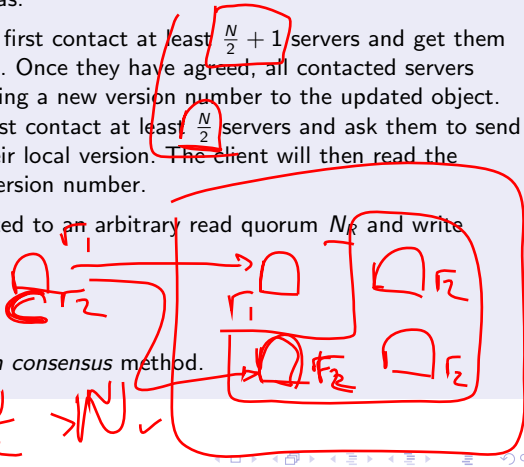 first contact at least N/2 + 1 servers and get them
. Once they have agreed, all contacted servers
ing a new version number to the updated object.
st contact at least N/2 servers and ask them to send
eir local version. The client will then read the
ersion number.
ed to an arbitrary read quorum N_R and write
r1
r2
r1
r2
r2
r2
n consensus method.
> N